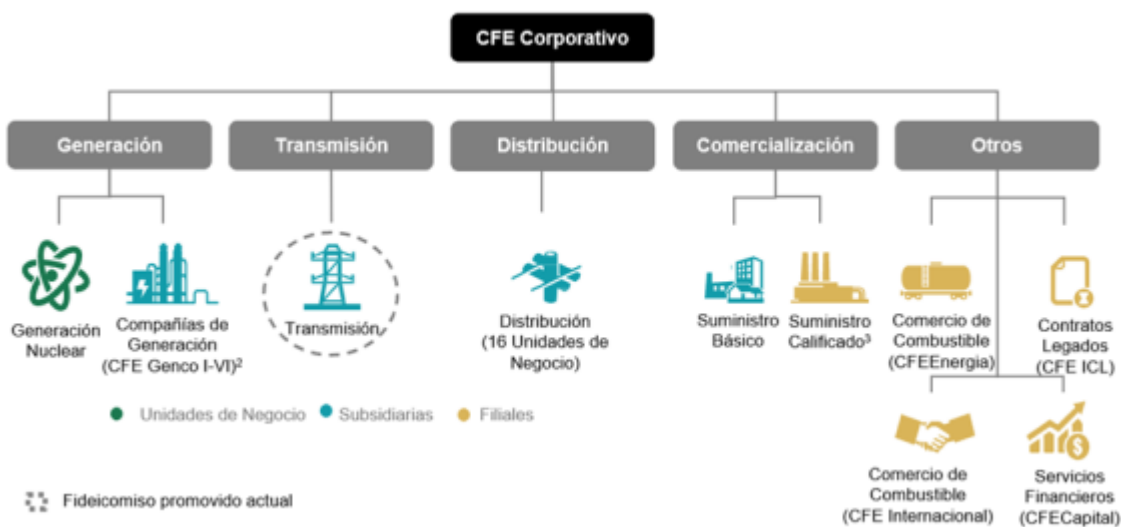 CFE Corporativo
Generación
Transmisión
Distribución
Comercialización
Otros
Generación
Nuclear
Compañías de
Generación
(CFE Genco I-VI)²
Transmisión
Distribución
(16 Unidades de
Negocio)
Suministro
Básico
Suministro
Calificado³
Comercio de
Combustible
(CFEEnergia)
Contratos
Legados
(CFE ICL)
Unidades de Negocio
Subsidiarias
Filiales
Comercio de
Combustible
(CFE Internacional)
Servicios
Financieros
(CFECapital)
Fideicomiso promovido actual